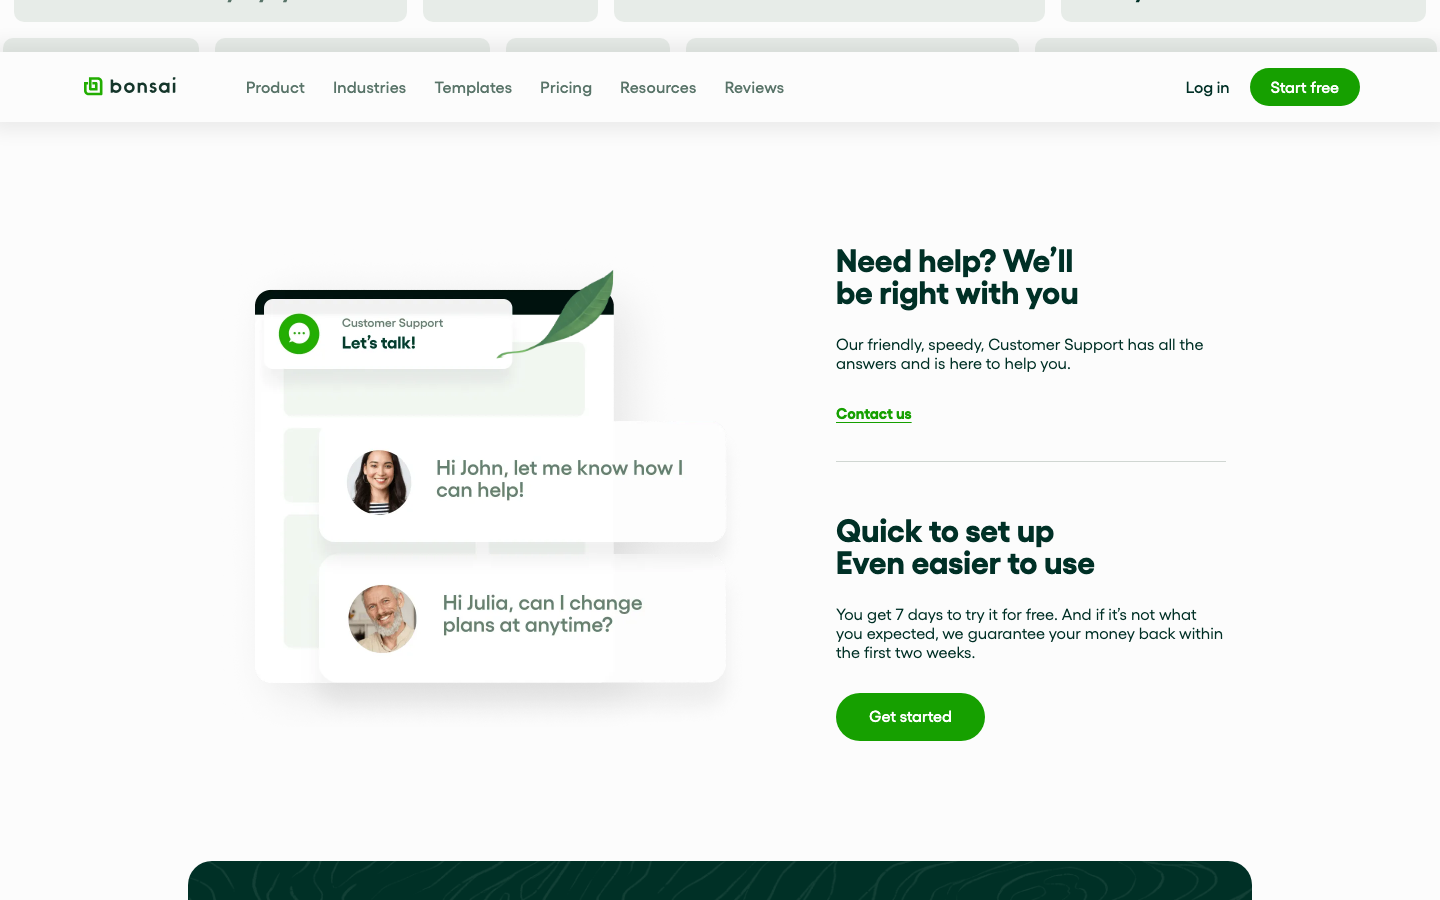 bonsai
Product Industries Templates Pricing Resources Reviews
Log in
Start free
Customer Support
Let’s talk!
Hi John, let me know how I
can help!
Hi Julia, can I change
plans at anytime?
Need help? We’ll
be right with you
Our friendly, speedy, Customer Support has all the
answers and is here to help you.
Contact us
Quick to set up
Even easier to use
You get 7 days to try it for free. And if it’s not what
you expected, we guarantee your money back within
the first two weeks.
Get started